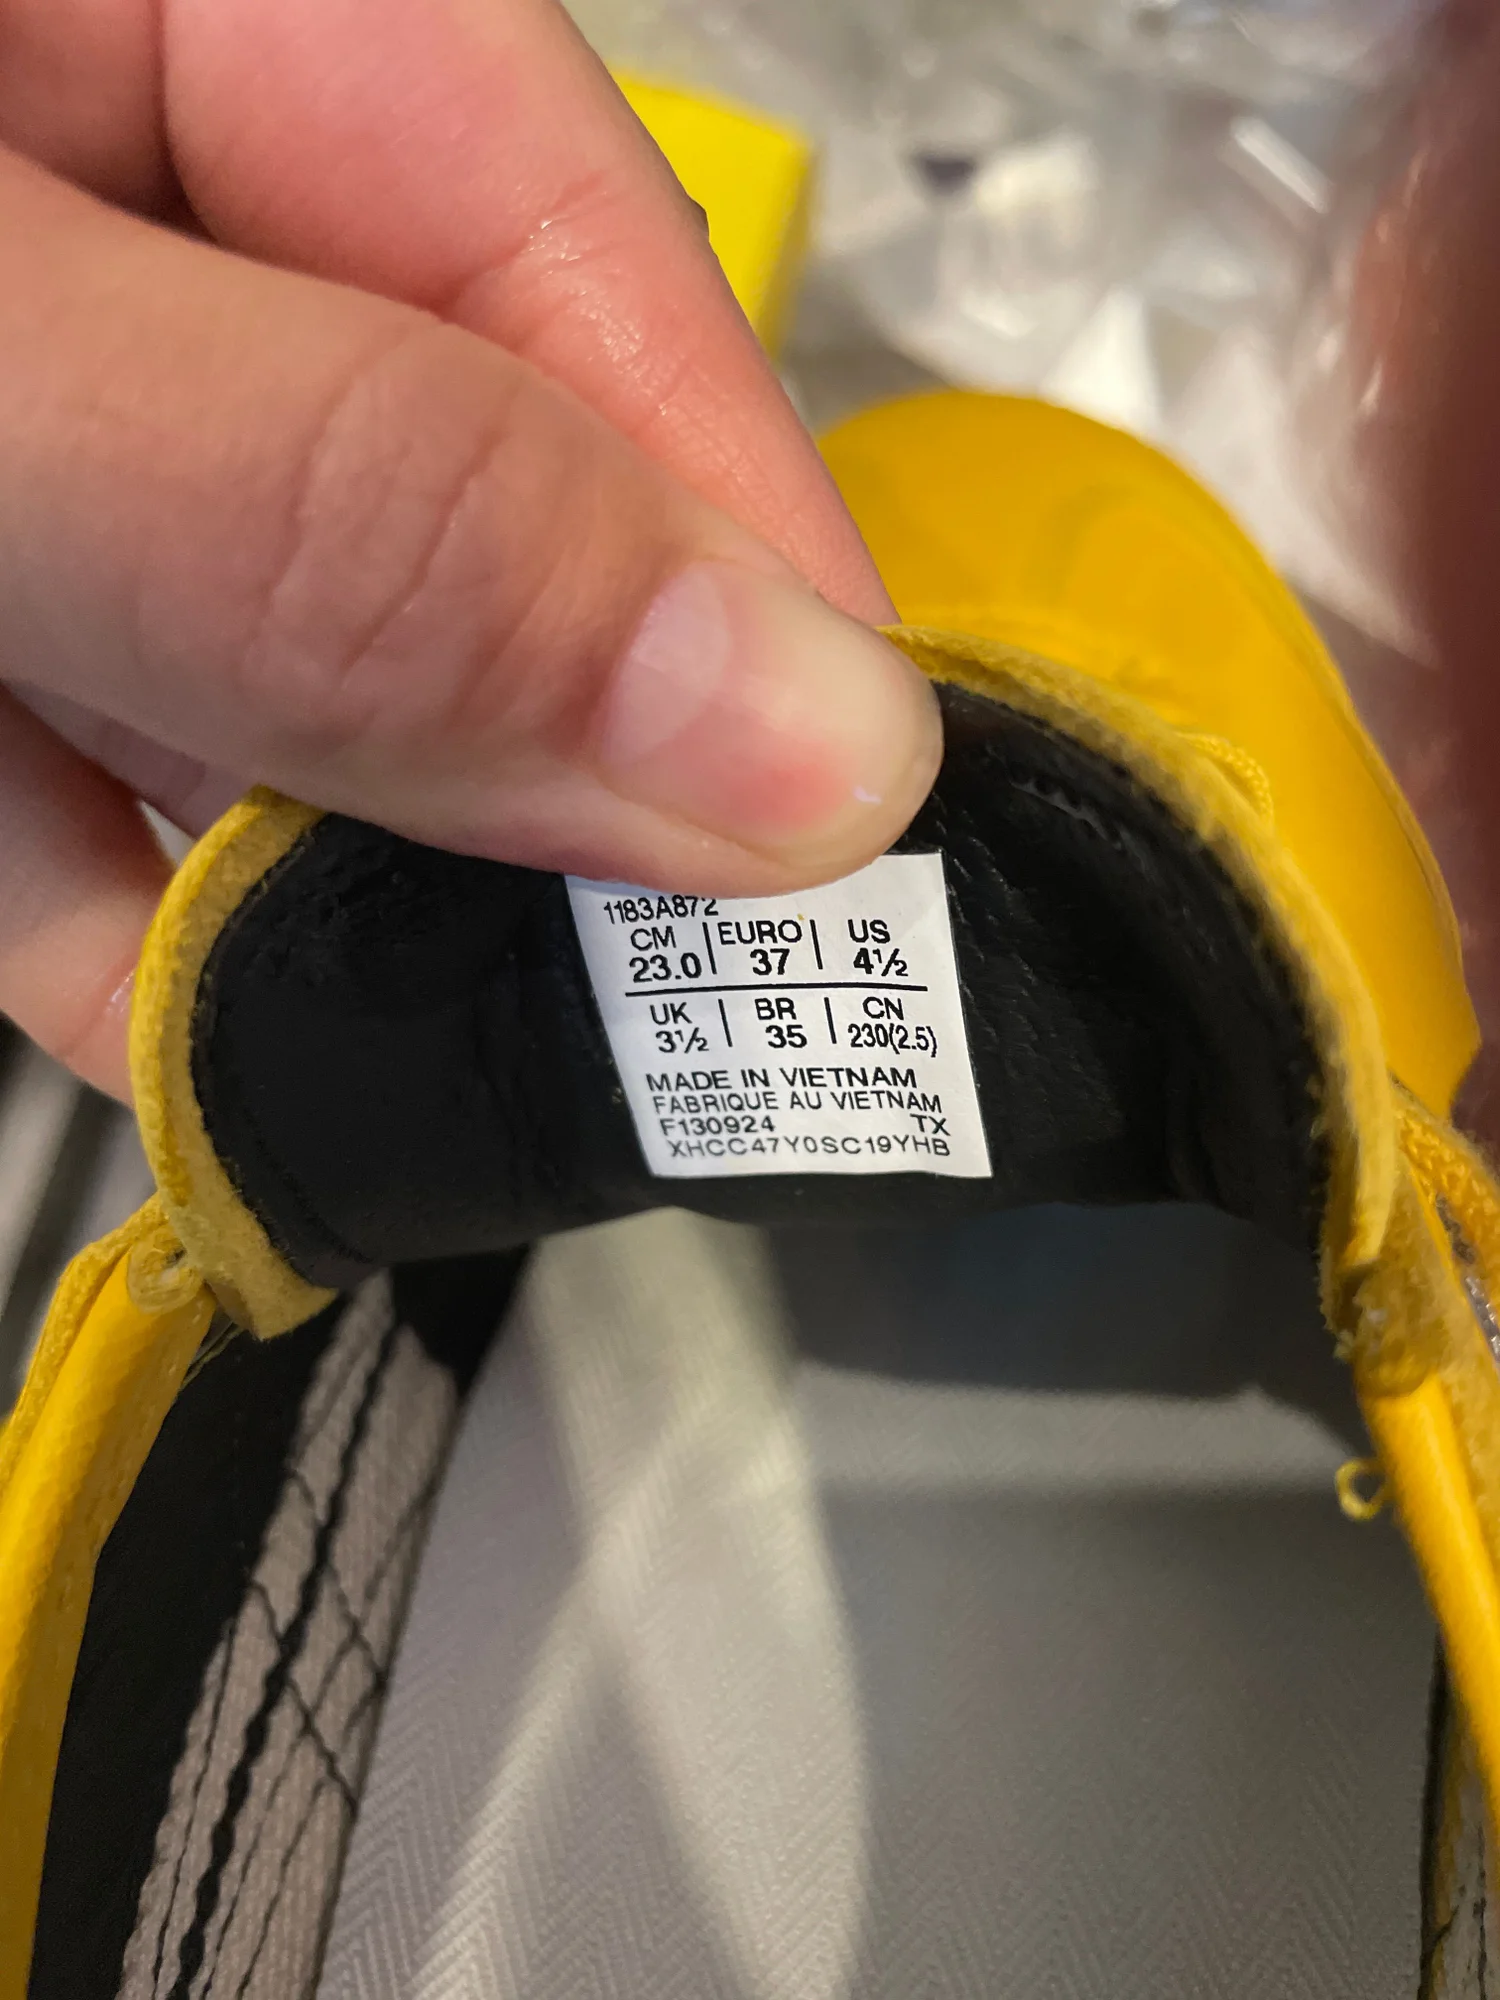 1183A872
CM | EURO | US
23.0 | 37 | 4½
UK | BR | CN
3½ | 35 | 230(2.5)
MADE IN VIETNAM
FABRIQUE AU VIETNAM
F130924 TX
XHCC47Y0SC19YHB